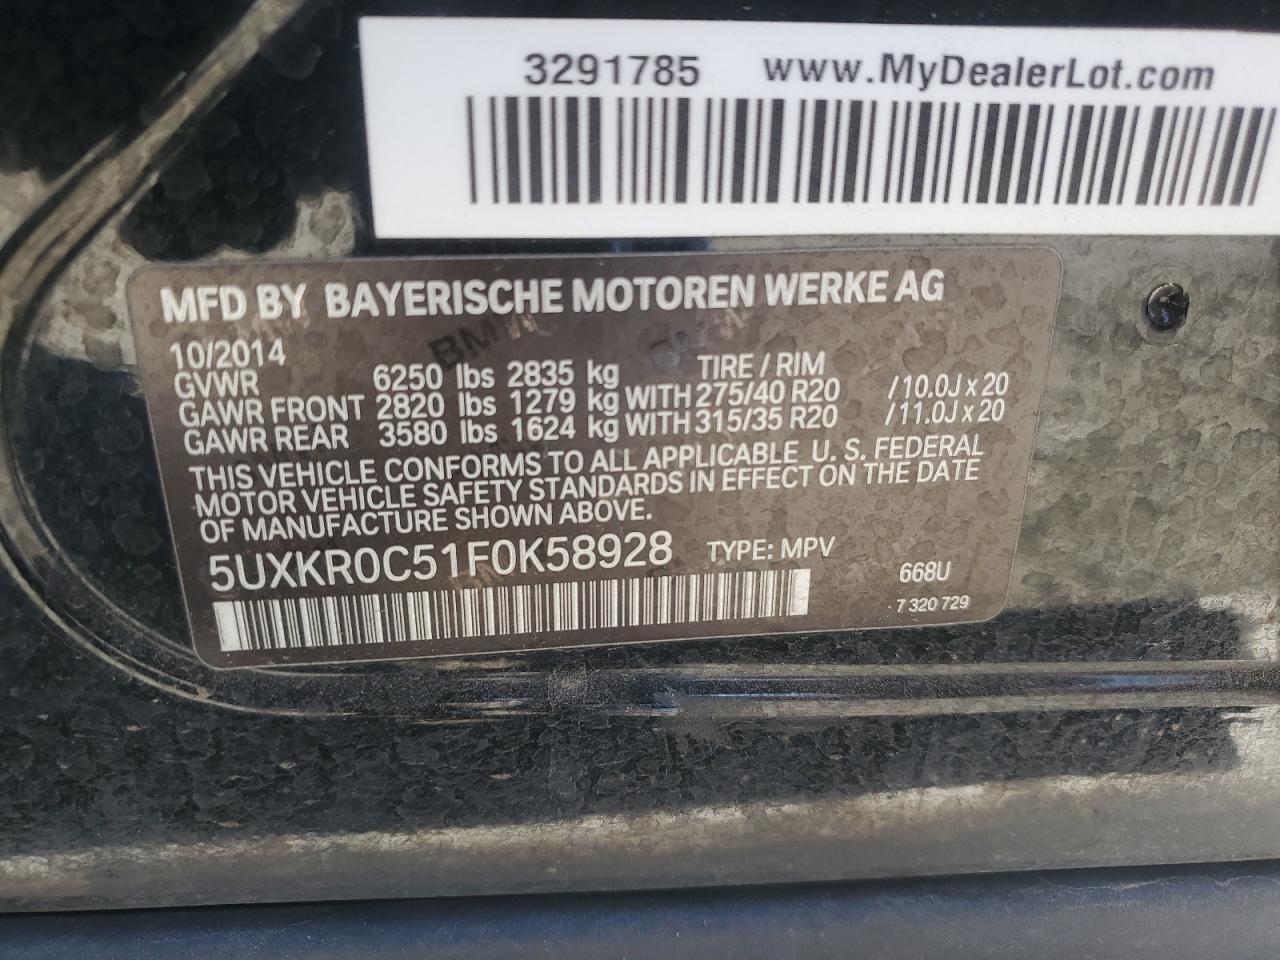 3291785 www.MyDealerLot.com
MFD BY BAYERISCHE MOTOREN WERKE AG
10/2014 TIRE / RIM
GVWR 6250 lbs 2835 kg
GAWR FRONT 2820 lbs 1279 kg WITH 275/40 R20 /10.0J x 20
GAWR REAR 3580 lbs 1624 kg WITH 315/35 R20 /11.0J x 20
THIS VEHICLE CONFORMS TO ALL APPLICABLE U. S. FEDERAL
MOTOR VEHICLE SAFETY STANDARDS IN EFFECT ON THE DATE
OF MANUFACTURE SHOWN ABOVE.
5UXKR0C51F0K58928 TYPE: MPV
668U
7 320 729